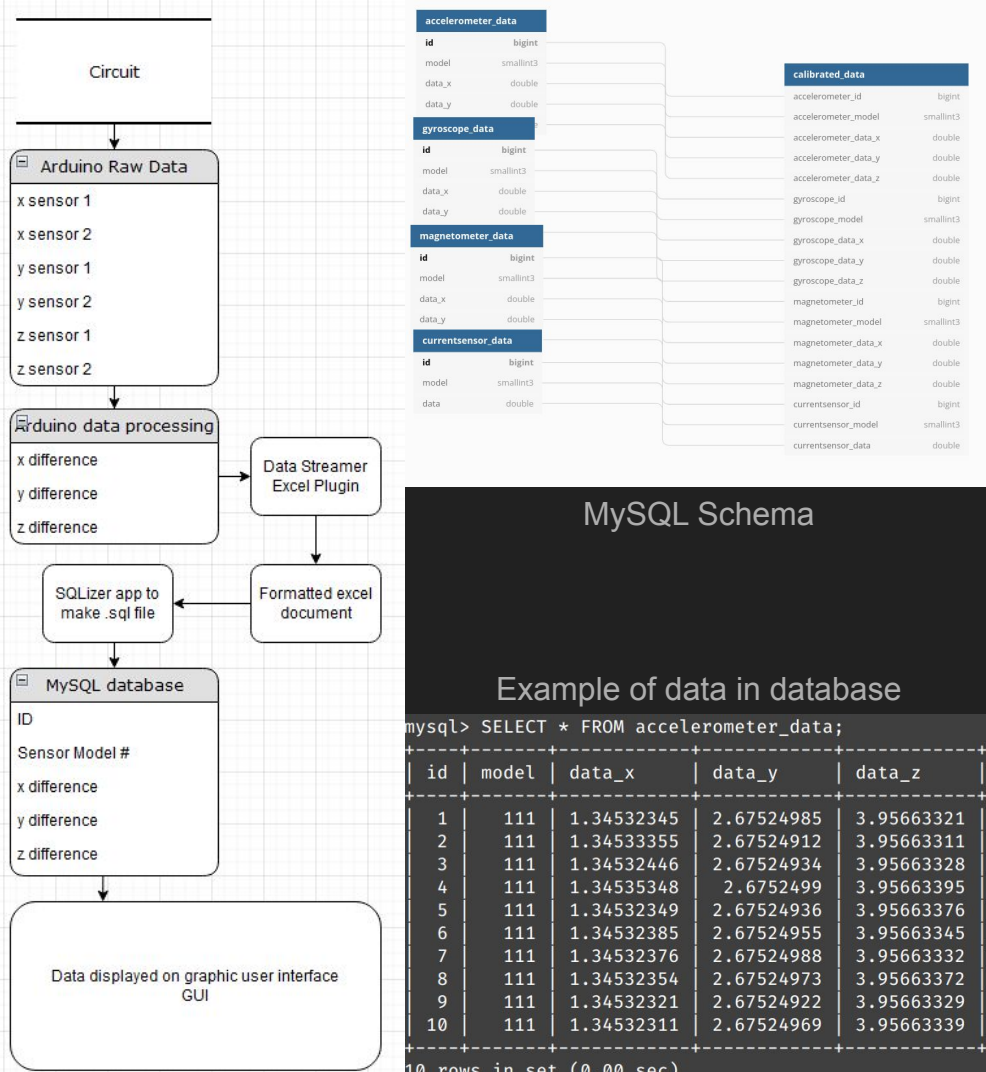 Circuit
Arduino Raw Data
x sensor 1
x sensor 2
y sensor 1
y sensor 2
z sensor 1
z sensor 2
Arduino data processing
x difference
y difference
z difference
Data Streamer
Excel Plugin
Formatted excel
document
SQLizer app to
make .sql file
MySQL database
ID
Sensor Model #
x difference
y difference
z difference
Data displayed on graphic user interface
GUI
accelerometer_data
id bigint
model smallint3
data_x double
data_y double
gyroscope_data
id bigint
model smallint3
data_x double
data_y double
magnetometer_data
id bigint
model smallint3
data_x double
data_y double
currentsensor_data
id bigint
model smallint3
data double
calibrated_data
accelerometer_id bigint
accelerometer_model smallint3
accelerometer_data_x double
accelerometer_data_y double
accelerometer_data_z double
gyroscope_id bigint
gyroscope_model smallint3
gyroscope_data_x double
gyroscope_data_y double
gyroscope_data_z double
magnetometer_id bigint
magnetometer_model smallint3
magnetometer_data_x double
magnetometer_data_y double
magnetometer_data_z double
currentsensor_id bigint
currentsensor_model smallint3
currentsensor_data double
MySQL Schema
Example of data in database
mysql> SELECT * FROM accelerometer_data;
+----+-------+------------+------------+------------+
| id | model | data_x | data_y | data_z |
+----+-------+------------+------------+------------+
| 1 | 111 | 1.34532345 | 2.67524985 | 3.95663321 |
| 2 | 111 | 1.34533355 | 2.67524912 | 3.95663311 |
| 3 | 111 | 1.34532446 | 2.67524934 | 3.95663328 |
| 4 | 111 | 1.34535348 | 2.6752499 | 3.95663395 |
| 5 | 111 | 1.34532349 | 2.67524936 | 3.95663376 |
| 6 | 111 | 1.34532385 | 2.67524955 | 3.95663345 |
| 7 | 111 | 1.34532376 | 2.67524988 | 3.95663332 |
| 8 | 111 | 1.34532354 | 2.67524973 | 3.95663372 |
| 9 | 111 | 1.34532321 | 2.67524922 | 3.95663329 |
| 10 | 111 | 1.34532311 | 2.67524969 | 3.95663339 |
+----+-------+------------+------------+------------+
10 rows in set (0.00 sec)